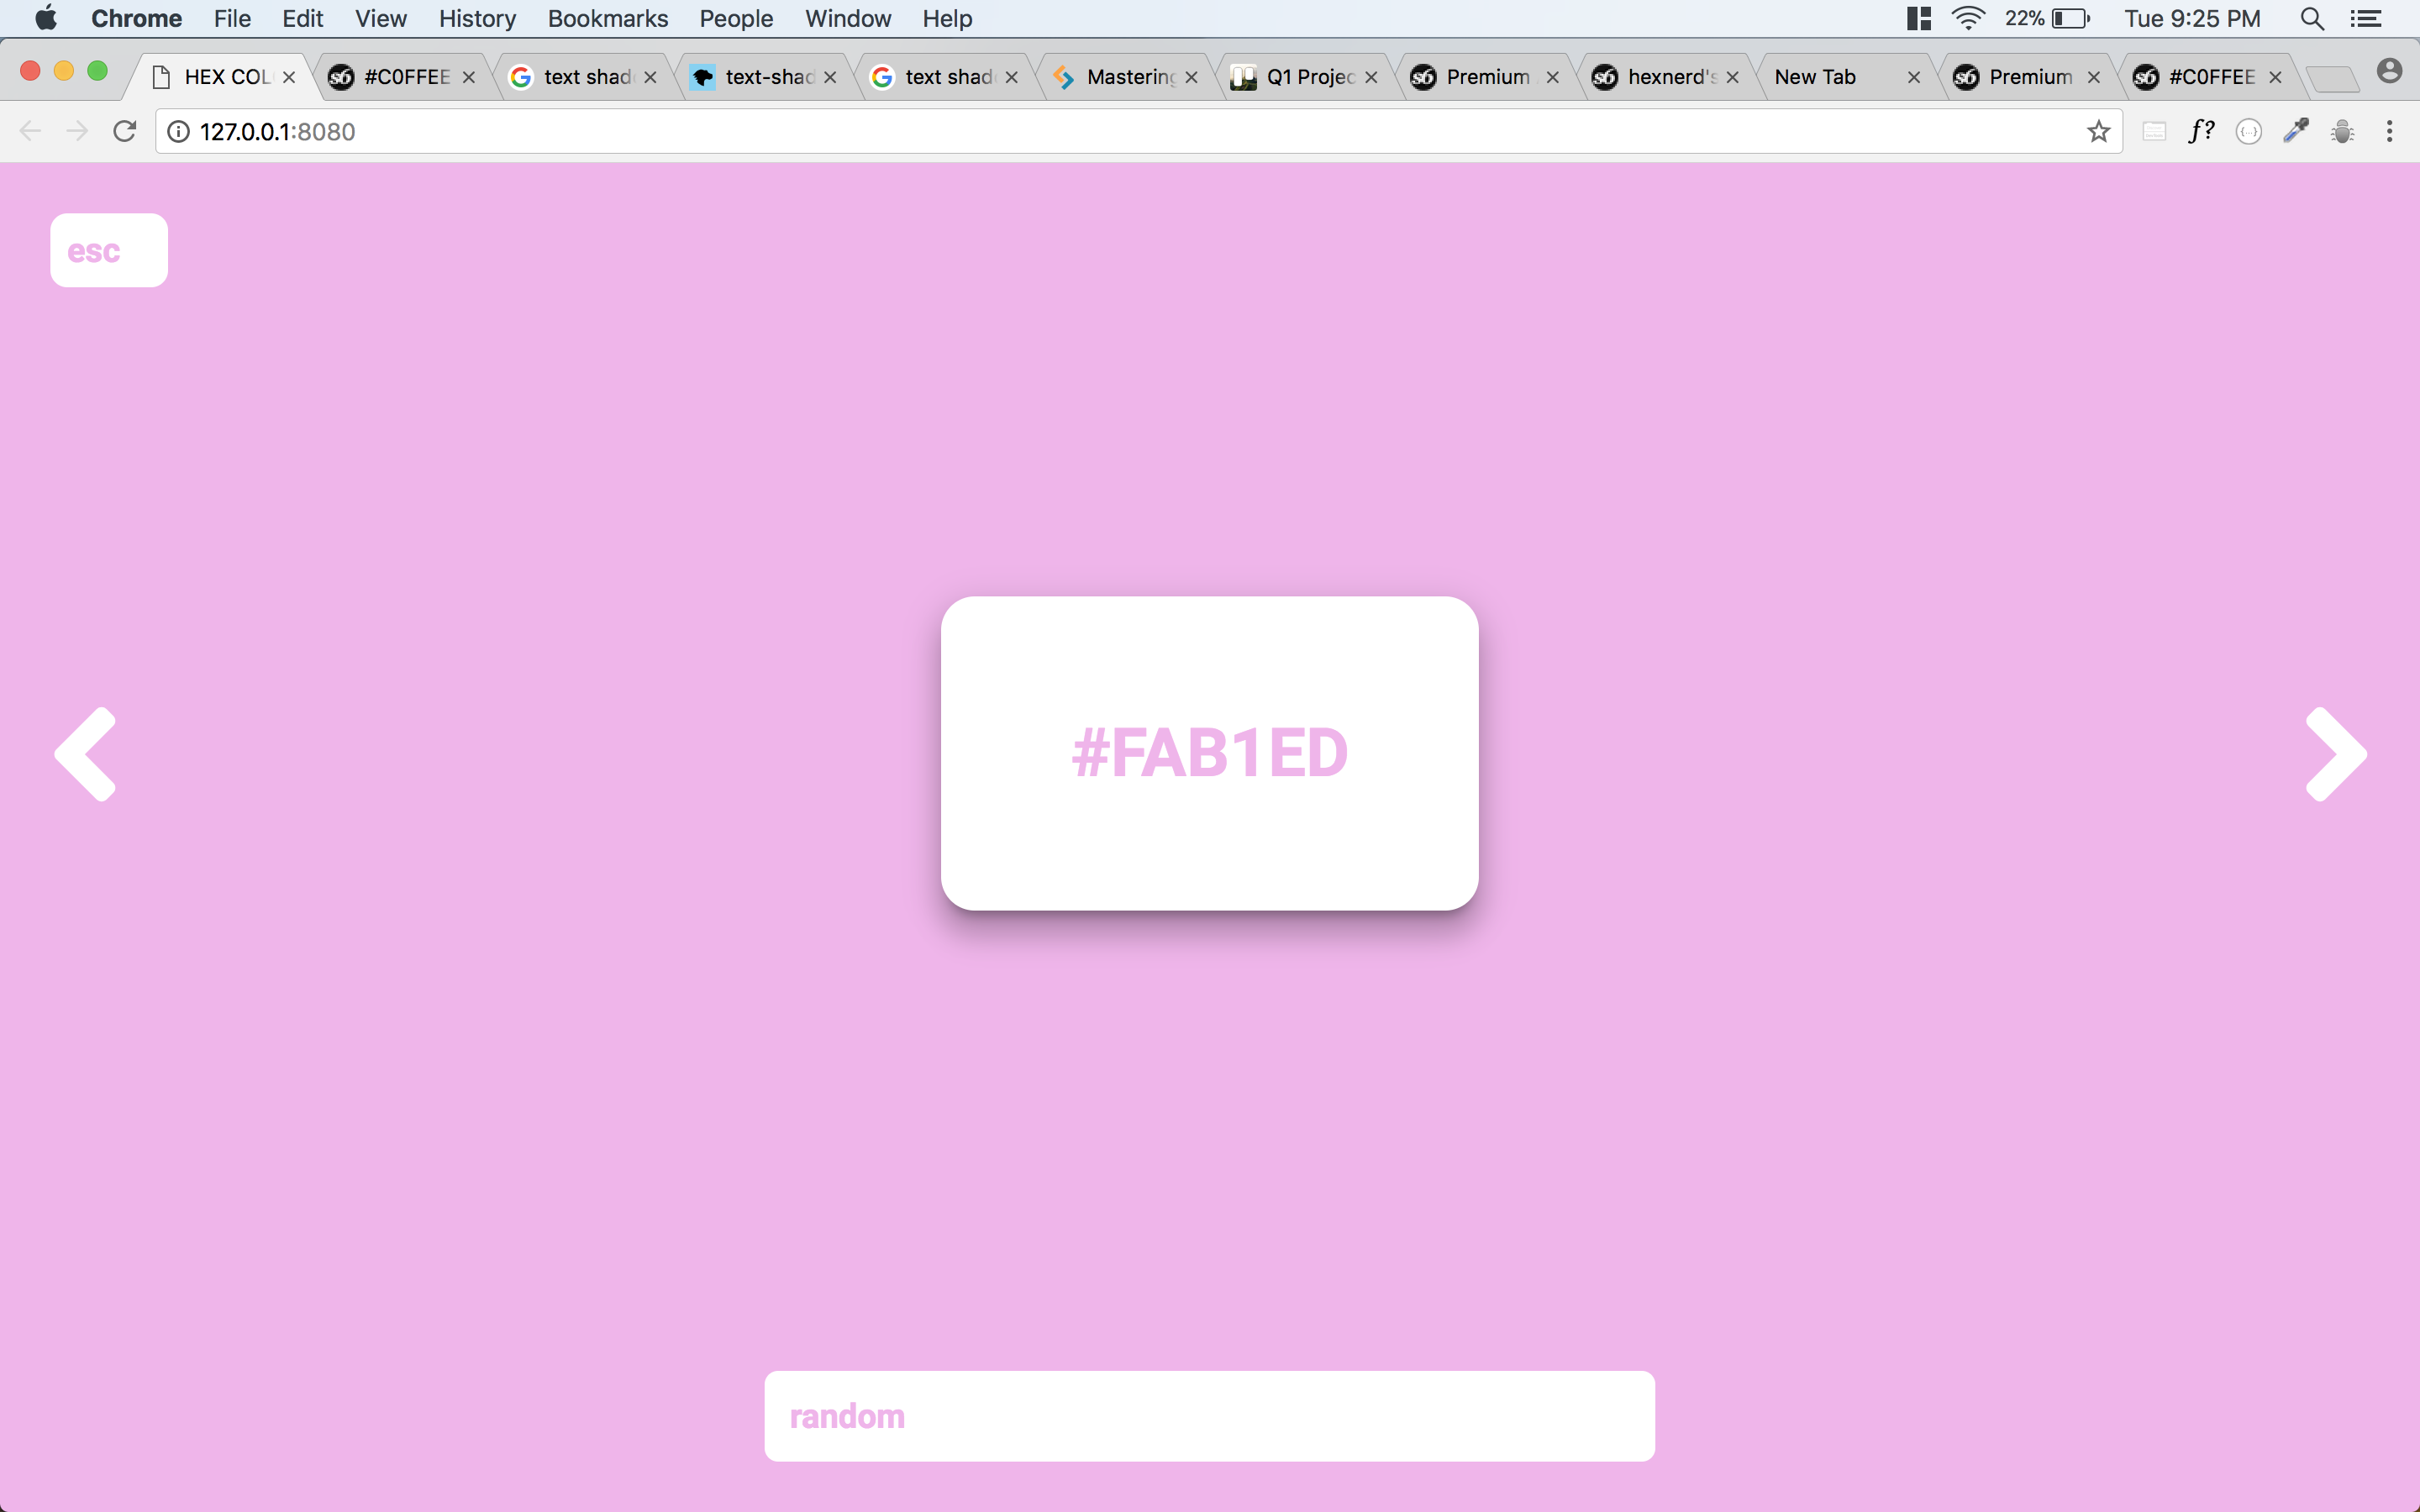 Chrome File Edit View History Bookmarks People Window Help 22% Tue 9:25 PM
HEX COL #C0FFEE text shad text-shad text shad Mastering Q1 Projec Premium hexnerd's New Tab Premium #C0FFEE
127.0.0.1:8080 f?
esc
#FAB1ED
random